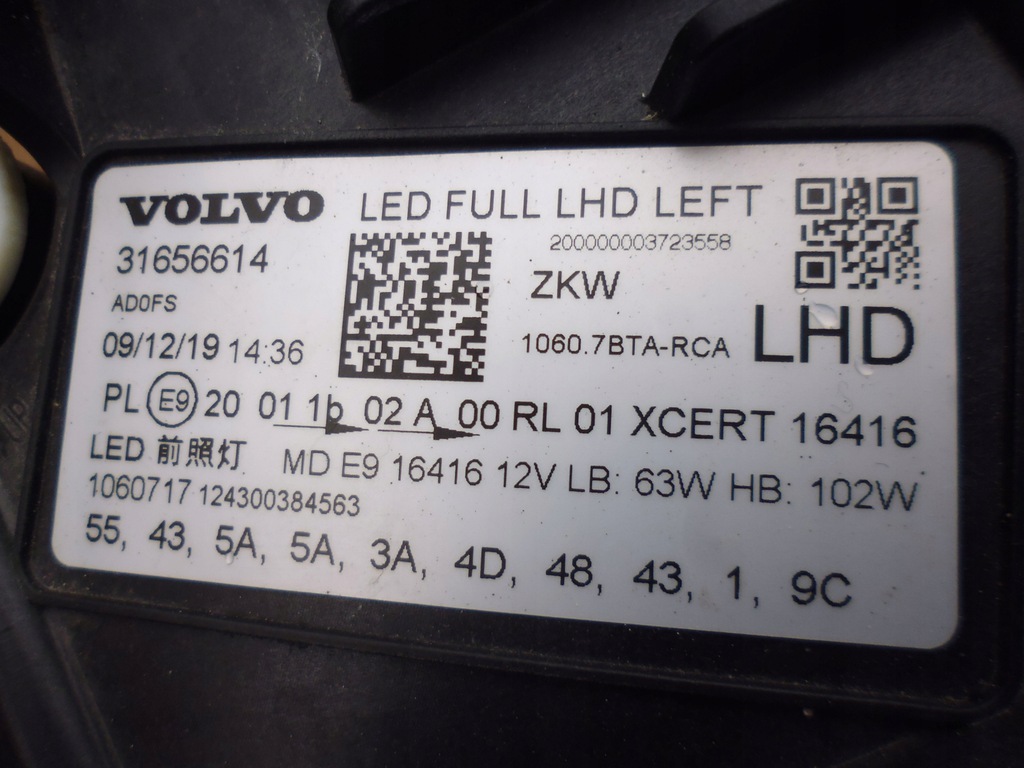 VOLVO LED FULL LHD LEFT
200000003723558
31656614
ZKW
AD0FS
LHD
09/12/19 14:36
1060.7BTA-RCA
PL E9 20 01 1b 02 A 00 RL 01 XCERT 16416
LED 前照灯 MD E9 16416 12V LB: 63W HB: 102W
1060717 124300384563
55, 43, 5A, 5A, 3A, 4D, 48, 43, 1, 9C